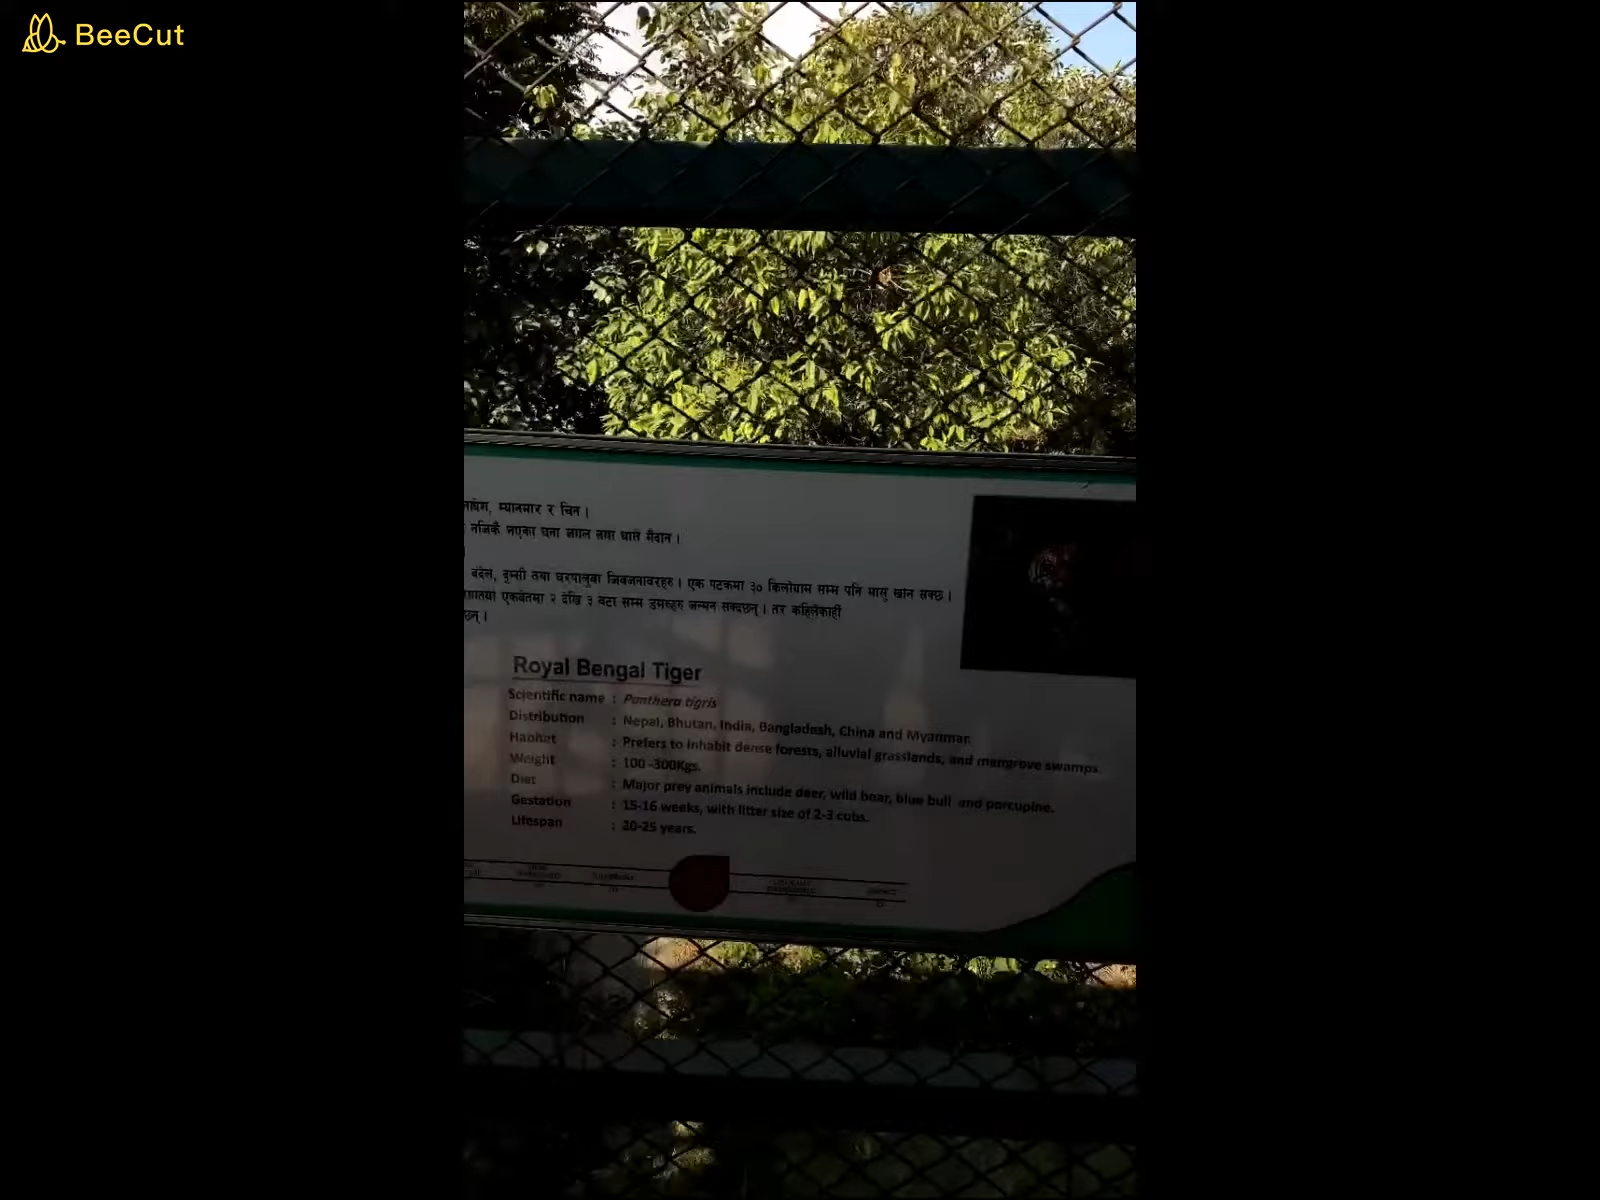 BeeCut
म्यानमार र चिन ।
नजिकै भएका घना जंगल तथा घाँसे मैदान ।
बंदेल, दुम्सी तथा घरपालुवा जिवजनावरहरु । एक पटकमा ३० किलोग्राम सम्म पनि मासु खान सक्छ ।
एकबेतमा २ देखि ३ वटा सम्म डमरुहरु जन्मन सक्दछन् । तर कहिलेकाहीं
Royal Bengal Tiger
Scientific name : Panthera tigris
Distribution : Nepal, Bhutan, India, Bangladesh, China and Myanmar.
Habitat : Prefers to inhabit dense forests, alluvial grasslands, and mangrove swamps.
Weight : 100 -300Kgs.
Diet : Major prey animals include deer, wild boar, blue bull and porcupine.
Gestation : 15-16 weeks, with litter size of 2-3 cubs.
Lifespan : 20-25 years.